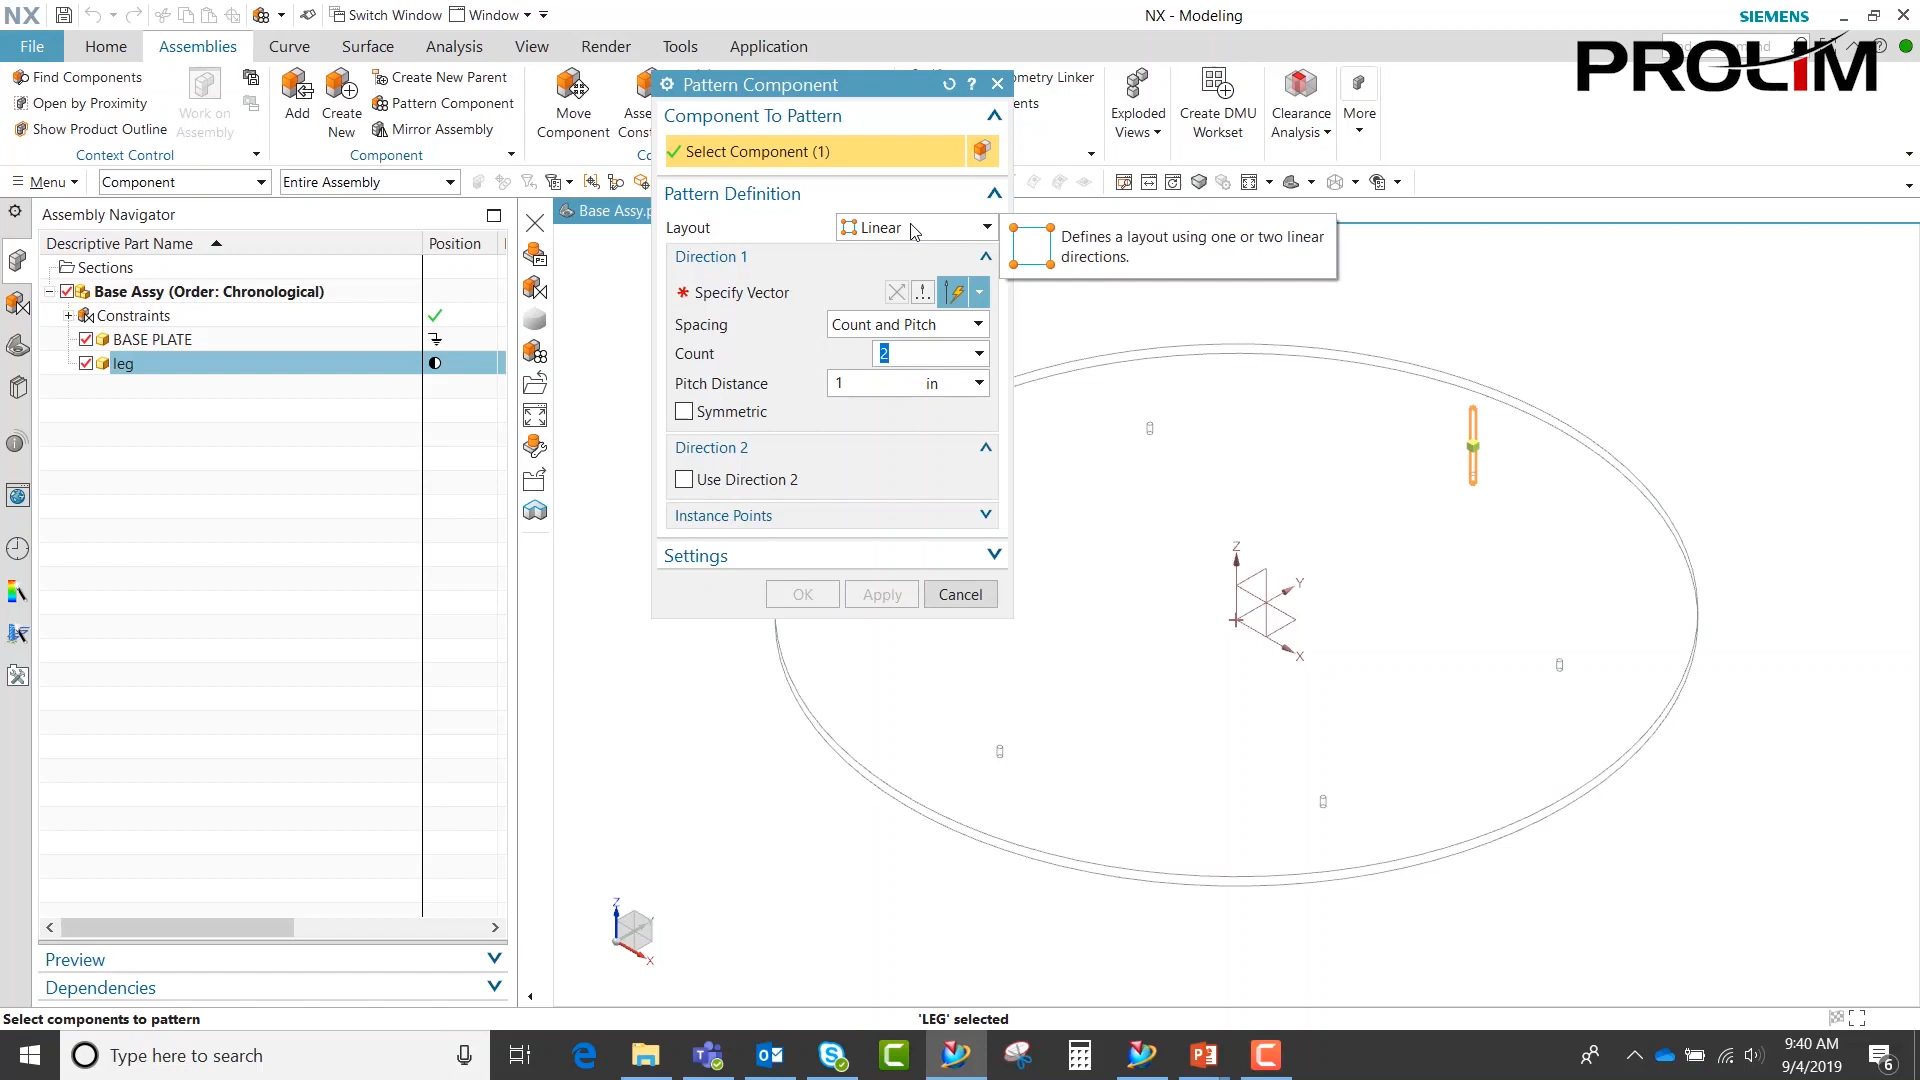 NX
Switch Window
Window
NX - Modeling
SIEMENS
File
Home
Assemblies
Curve
Surface
Analysis
View
Render
Tools
Application
PROLIM
Find Components
Open by Proximity
Show Product Outline
Work on
Assembly
Context Control
Add
Create
New
Create New Parent
Pattern Component
Mirror Assembly
Component
Move
Component
Exploded
Views
Create DMU
Workset
Clearance
Analysis
More
Menu
Component
Entire Assembly
Assembly Navigator
Descriptive Part Name
Position
Sections
Base Assy (Order: Chronological)
Constraints
BASE PLATE
leg
Preview
Dependencies
Pattern Component
Component To Pattern
Select Component (1)
Pattern Definition
Layout
Linear
Direction 1
* Specify Vector
Spacing
Count and Pitch
Count
2
Pitch Distance
1 in
Symmetric
Direction 2
Use Direction 2
Instance Points
Settings
OK
Apply
Cancel
Defines a layout using one or two linear
directions.
Z
Y
X
Z
X
Select components to pattern
'LEG' selected
Type here to search
9:40 AM
9/4/2019
6